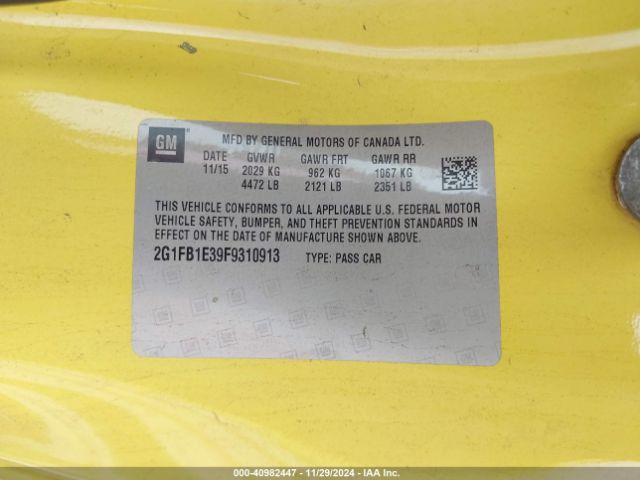 GM
MFD BY GENERAL MOTORS OF CANADA LTD.
DATE GVWR GAWR FRT GAWR RR
11/15 2029 KG 962 KG 1067 KG
4472 LB 2121 LB 2351 LB
THIS VEHICLE CONFORMS TO ALL APPLICABLE U.S. FEDERAL MOTOR
VEHICLE SAFETY, BUMPER, AND THEFT PREVENTION STANDARDS IN
EFFECT ON THE DATE OF MANUFACTURE SHOWN ABOVE.
2G1FB1E39F9310913 TYPE: PASS CAR
000-40982447 - 11/29/2024 - IAA Inc.